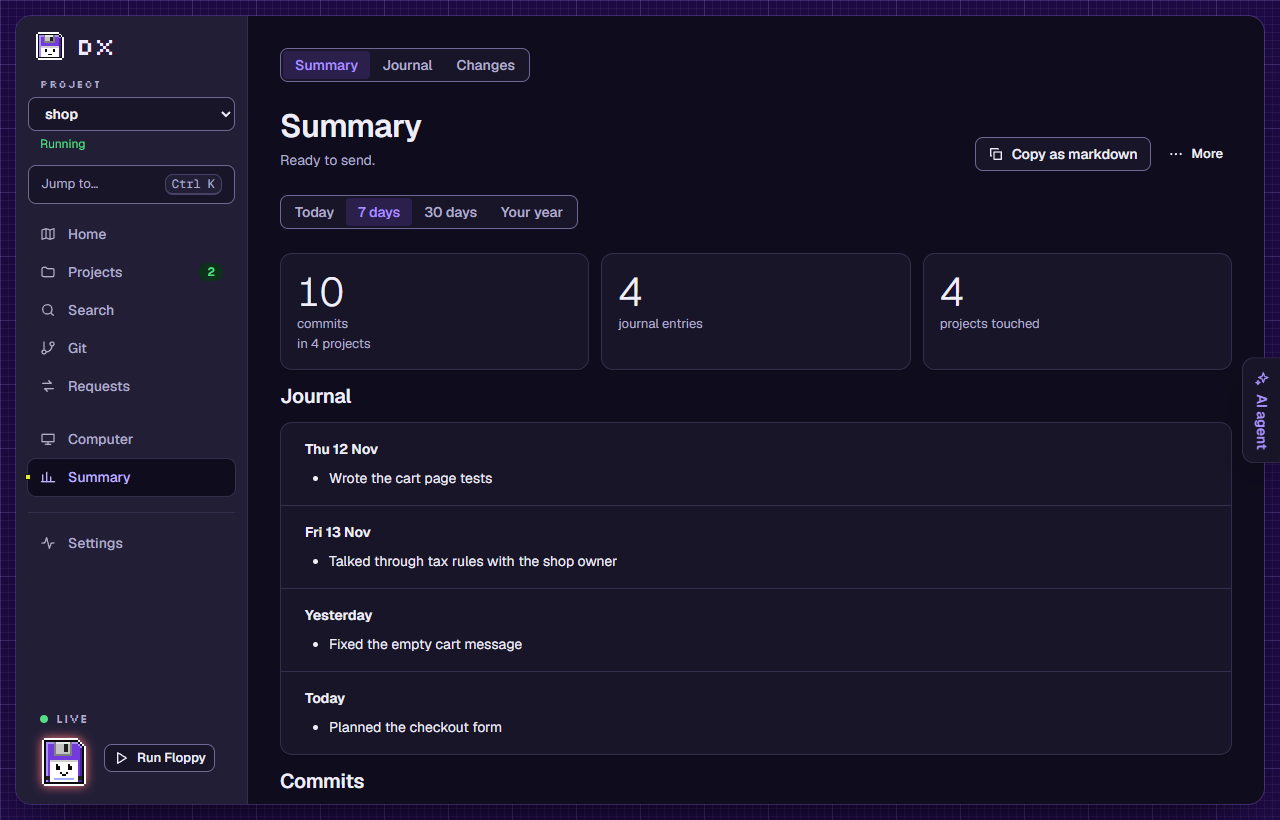 DX
PROJECT
shop
Running
Jump to... Ctrl K
Home
Projects 2
Search
Git
Requests
Computer
Summary
Settings
LIVE
Run Floppy
Summary Journal Changes
Summary
Ready to send.
Copy as markdown
··· More
Today 7 days 30 days Your year
10
commits
in 4 projects
4
journal entries
4
projects touched
Journal
Thu 12 Nov
• Wrote the cart page tests
Fri 13 Nov
• Talked through tax rules with the shop owner
Yesterday
• Fixed the empty cart message
Today
• Planned the checkout form
Commits
AI agent